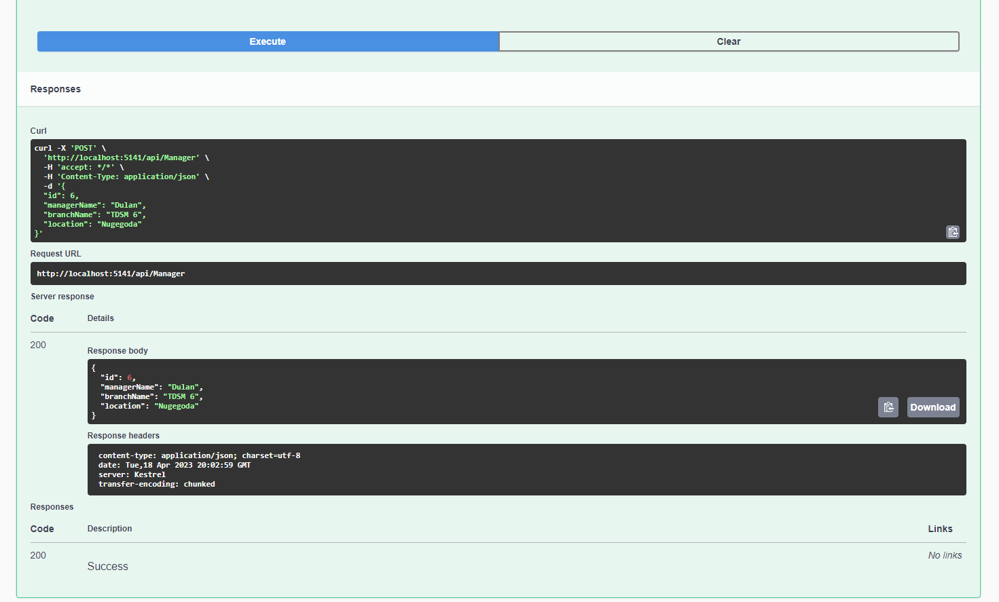 Execute
Clear
Responses
Curl
curl -X 'POST' \
'http://localhost:5141/api/Manager' \
-H 'accept: */*' \
-H 'Content-Type: application/json' \
-d '{
"id": 6,
"managerName": "Dulan",
"branchName": "TDSM 6",
"location": "Nugegoda"
}'
Request URL
http://localhost:5141/api/Manager
Server response
Code Details
200
Response body
{
"id": 6,
"managerName": "Dulan",
"branchName": "TDSM 6",
"location": "Nugegoda"
}
Download
Response headers
content-type: application/json; charset=utf-8
date: Tue,18 Apr 2023 20:02:59 GMT
server: Kestrel
transfer-encoding: chunked
Responses
Code Description Links
200 No links
Success